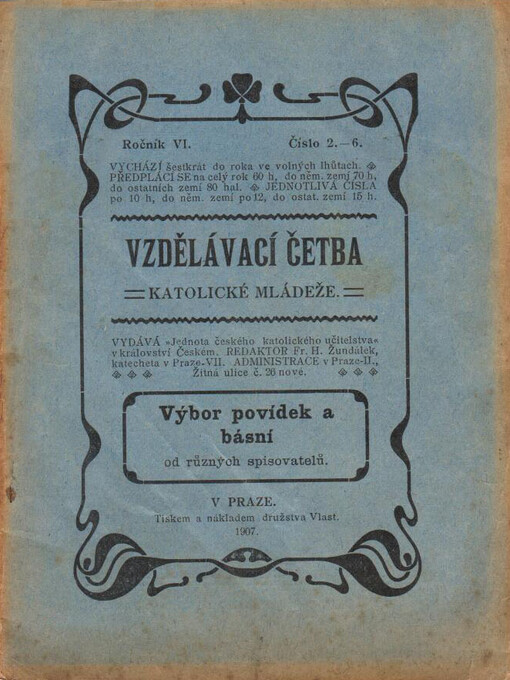 Ročník VI. Číslo 2.—6.
VYCHÁZÍ šestkrát do roka ve volných lhůtach.
PŘEDPLÁCÍ SE na celý rok 60 h, do něm. zemí 70 h,
do ostatních zemí 80 hal. JEDNOTLIVÁ ČÍSLA
po 10 h, do něm. zemí po 12, do ostat. zemí 15 h.
VZDĚLÁVACÍ ČETBA
KATOLICKÉ MLÁDEŽE.
VYDÁVÁ »Jednota českého katolického učitelstva«
v království Českém. REDAKTOR Fr. H. Žundálek,
katecheta v Praze-VII. ADMINISTRACE v Praze-II.,
Žitná ulice č. 26 nové.
Výbor povídek a
básní
od různých spisovatelů.
V PRAZE.
Tiskem a nákladem družstva Vlast.
1907.